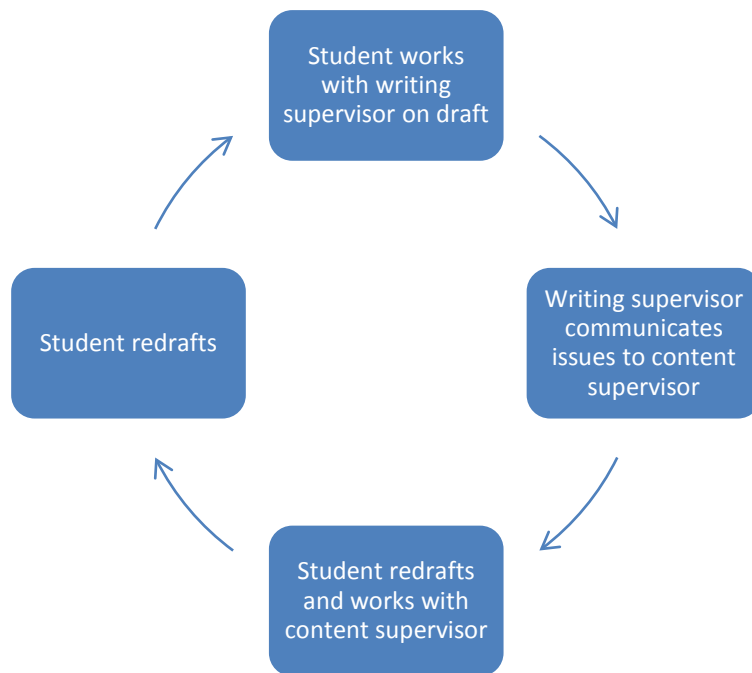 Student works
with writing
supervisor on draft
Writing supervisor
communicates
issues to content
supervisor
Student redrafts
and works with
content supervisor
Student redrafts